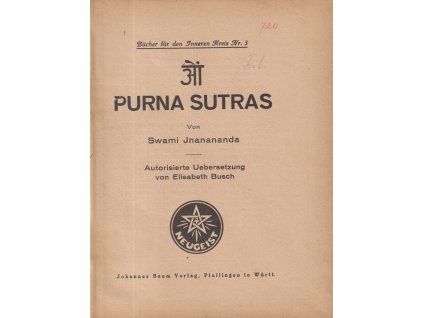 720
Bücher für den Inneren Kreis Nr. 3
ओं
PURNA SUTRAS
Von
Swami Jnanananda
Autorisierte Uebersetzung
von Elisabeth Busch
NEUGEIST
Johannes Baum Verlag, Pfullingen in Württ.